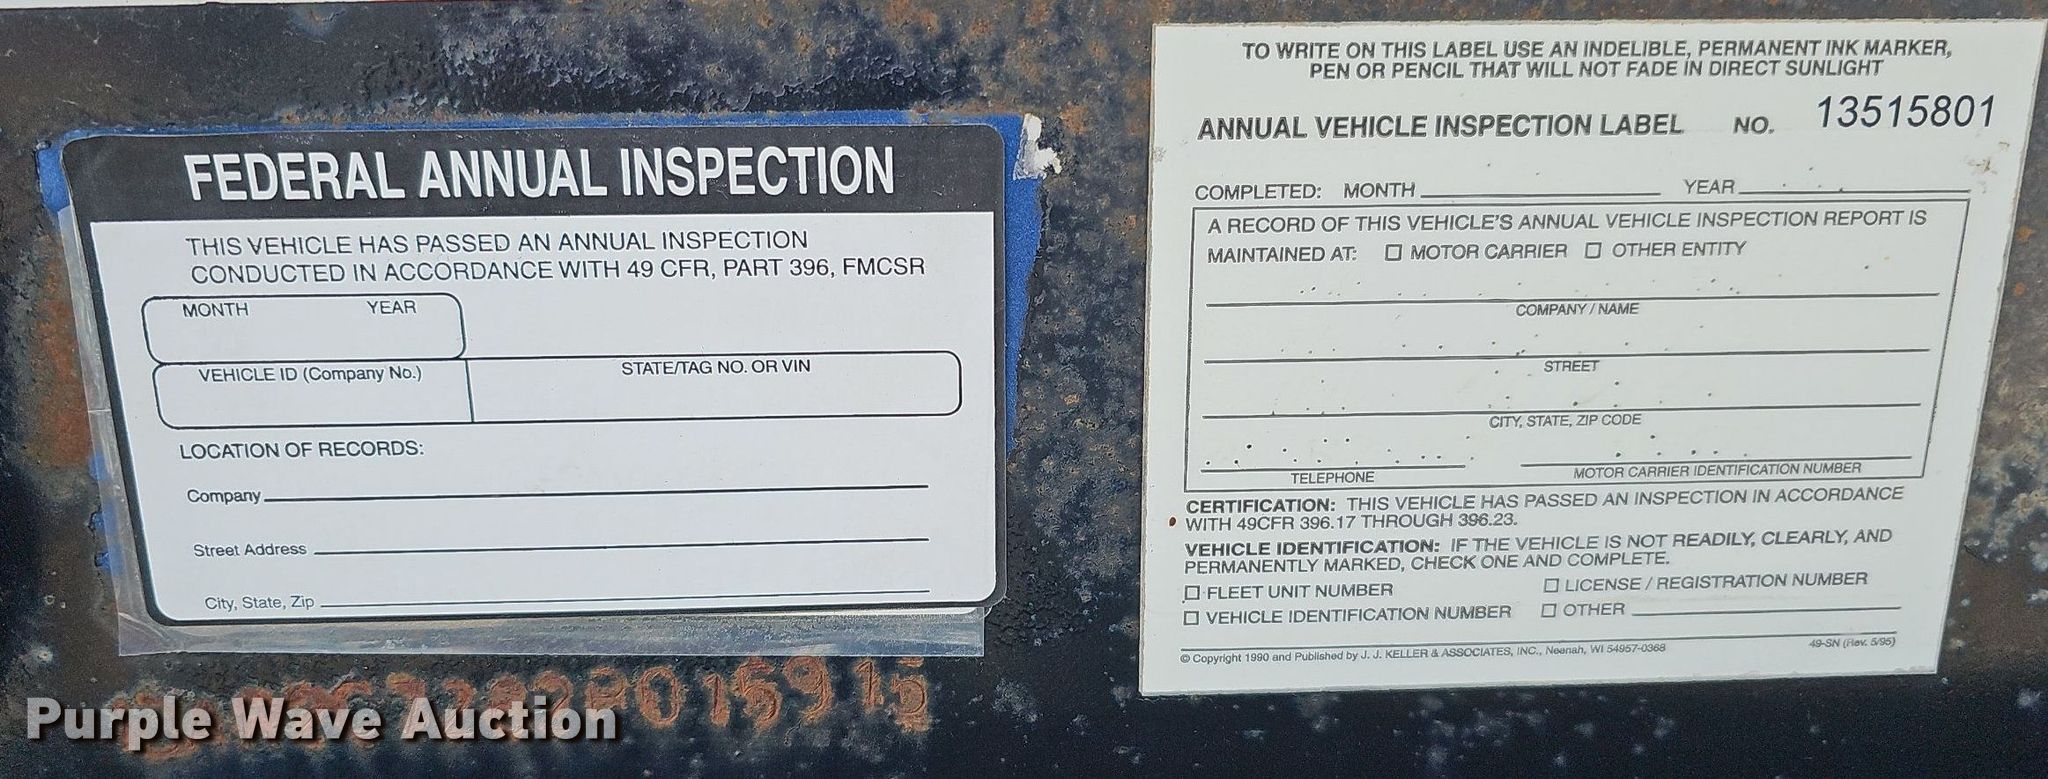 FEDERAL ANNUAL INSPECTION
THIS VEHICLE HAS PASSED AN ANNUAL INSPECTION
CONDUCTED IN ACCORDANCE WITH 49 CFR, PART 396, FMCSR
MONTH YEAR
VEHICLE ID (Company No.) STATE/TAG NO. OR VIN
LOCATION OF RECORDS:
Company
Street Address
City, State, Zip
TO WRITE ON THIS LABEL USE AN INDELIBLE, PERMANENT INK MARKER,
PEN OR PENCIL THAT WILL NOT FADE IN DIRECT SUNLIGHT
ANNUAL VEHICLE INSPECTION LABEL NO. 13515801
COMPLETED: MONTH YEAR
A RECORD OF THIS VEHICLE'S ANNUAL VEHICLE INSPECTION REPORT IS
MAINTAINED AT: ☐ MOTOR CARRIER ☐ OTHER ENTITY
COMPANY / NAME
STREET
CITY, STATE, ZIP CODE
TELEPHONE MOTOR CARRIER IDENTIFICATION NUMBER
CERTIFICATION: THIS VEHICLE HAS PASSED AN INSPECTION IN ACCORDANCE
WITH 49CFR 396.17 THROUGH 396.23.
VEHICLE IDENTIFICATION: IF THE VEHICLE IS NOT READILY, CLEARLY, AND
PERMANENTLY MARKED, CHECK ONE AND COMPLETE.
☐ FLEET UNIT NUMBER ☐ LICENSE / REGISTRATION NUMBER
☐ VEHICLE IDENTIFICATION NUMBER ☐ OTHER
© Copyright 1990 and Published by J. J. KELLER & ASSOCIATES, INC., Neenah, WI 54957-0368 49-SN (Rev. 5/95)
Purple Wave Auction